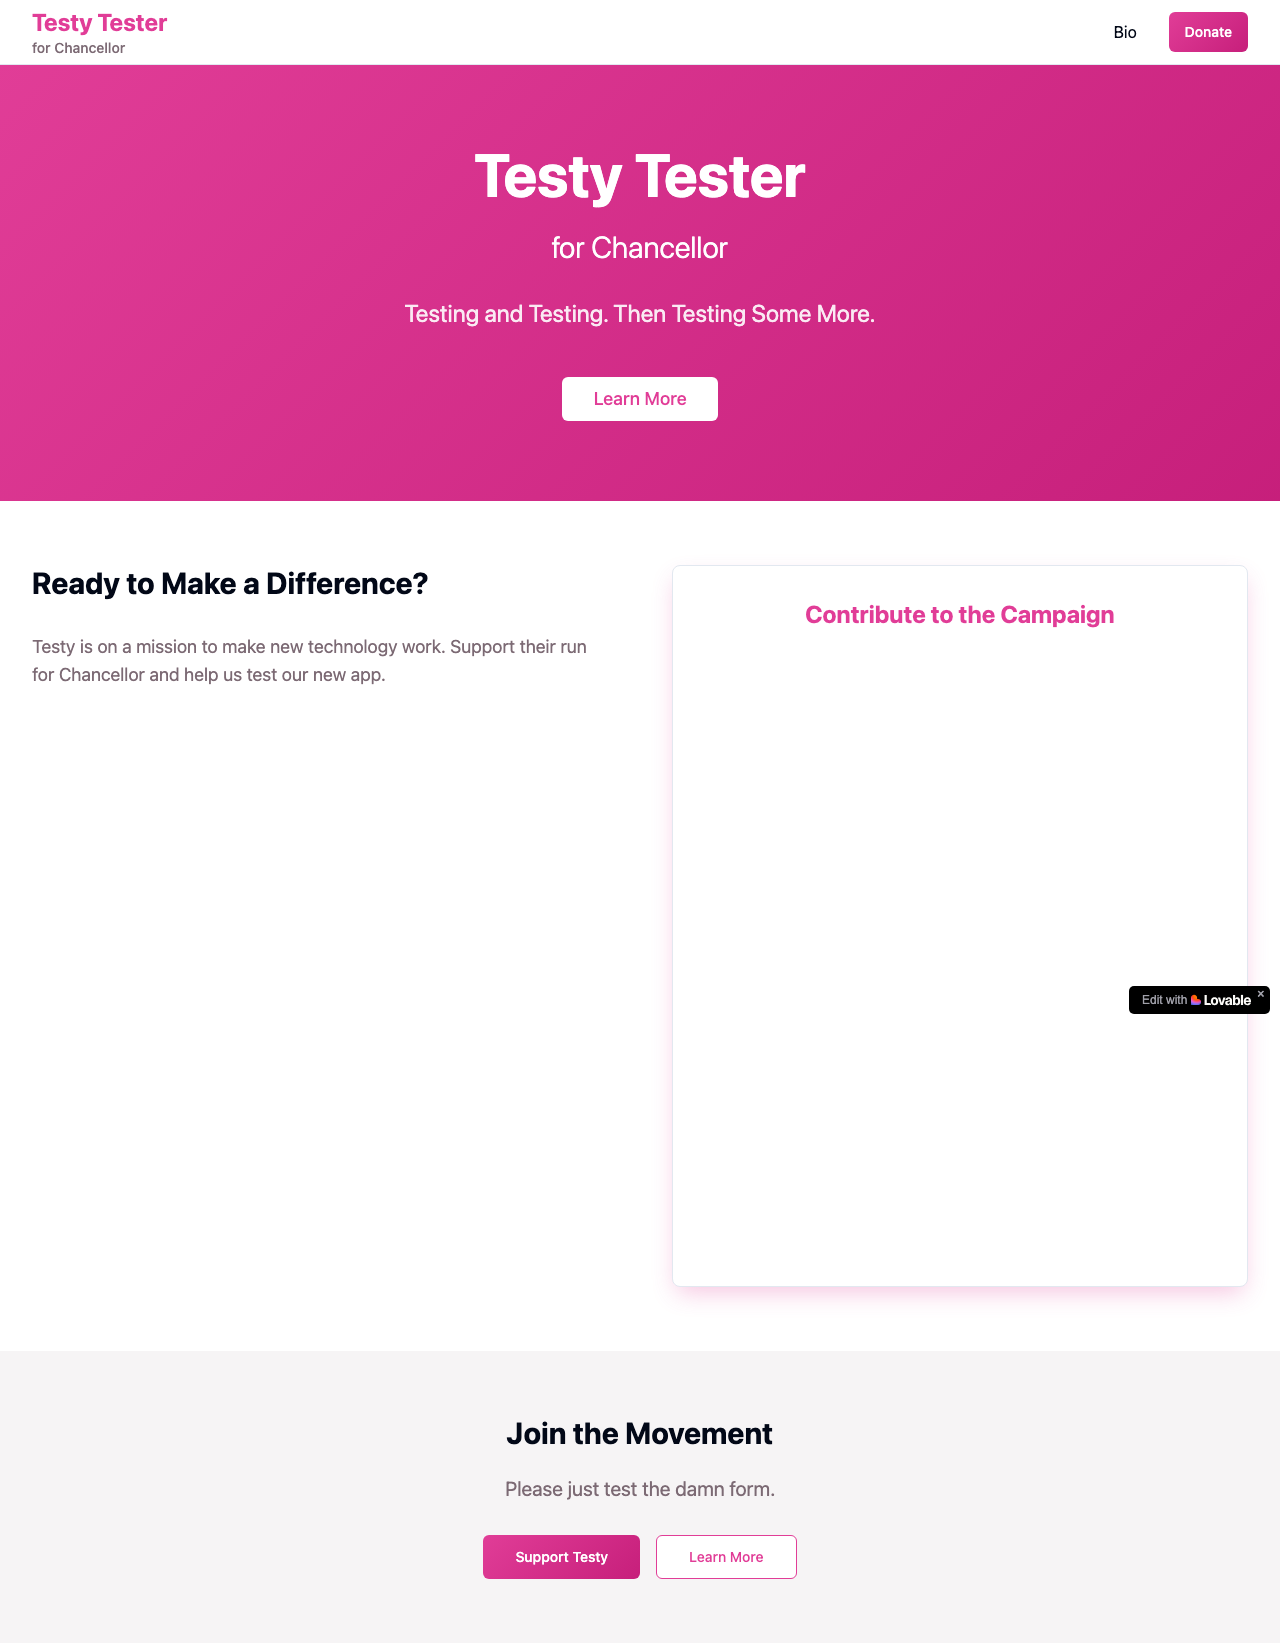 Testy Tester
for Chancellor
Bio
Donate
Testy Tester
for Chancellor
Testing and Testing. Then Testing Some More.
Learn More
Ready to Make a Difference?
Testy is on a mission to make new technology work. Support their run
for Chancellor and help us test our new app.
Contribute to the Campaign
Edit with Lovable ×
Join the Movement
Please just test the damn form.
Support Testy
Learn More